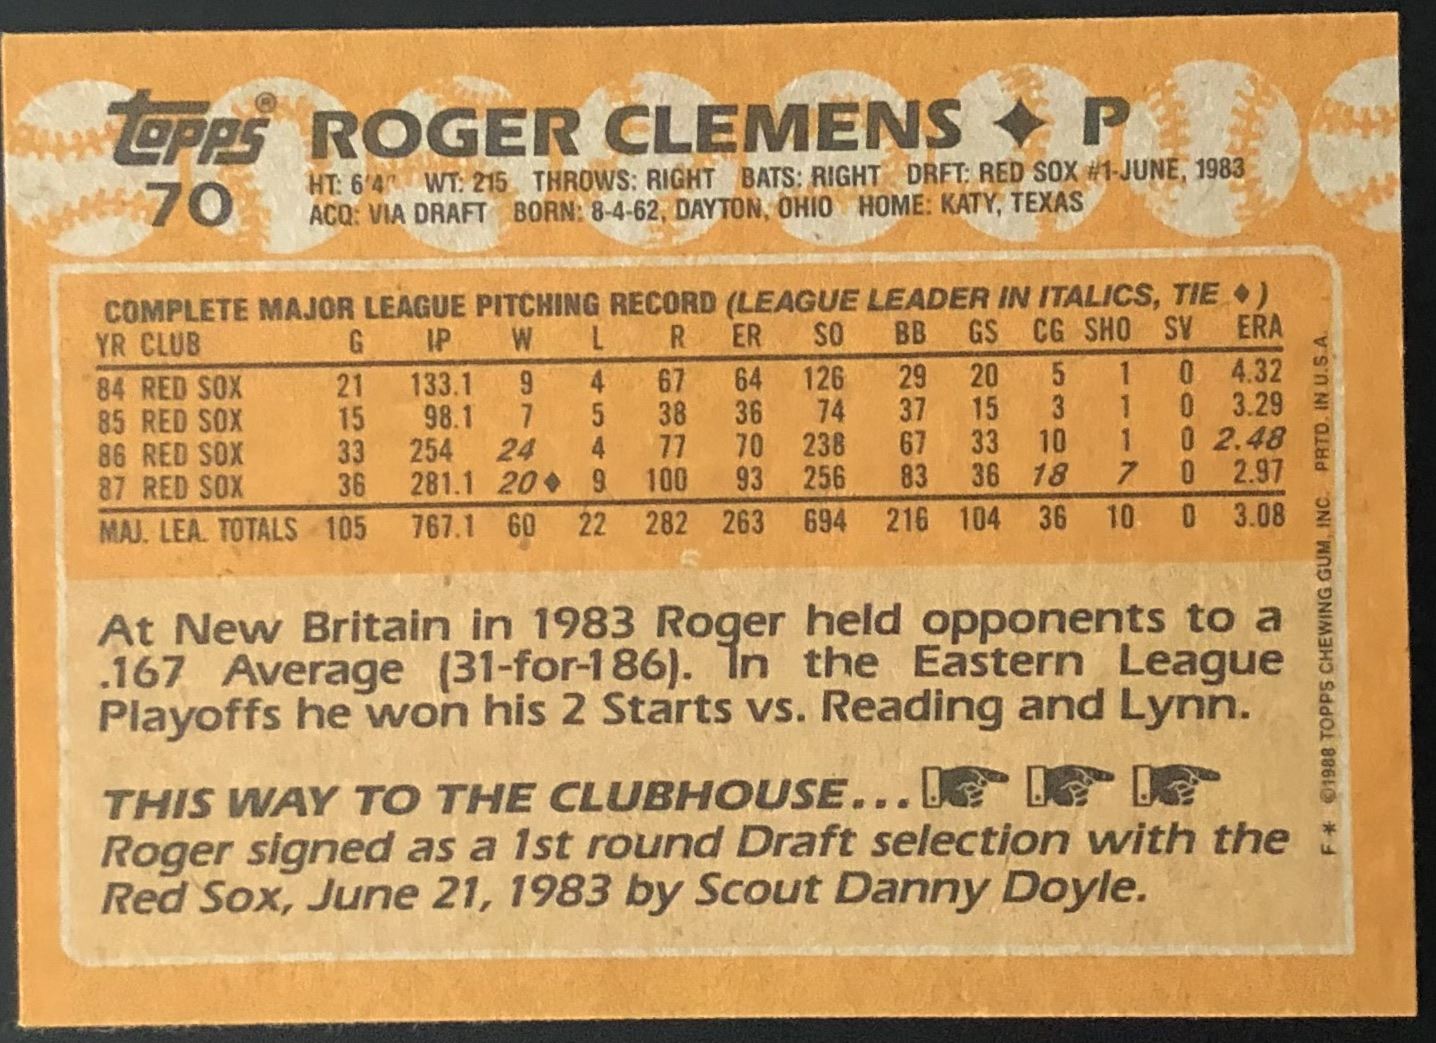 Topps® ROGER CLEMENS ✦ P
70
HT: 6'4" WT: 215 THROWS: RIGHT BATS: RIGHT DRFT: RED SOX #1-JUNE, 1983
ACQ: VIA DRAFT BORN: 8-4-62, DAYTON, OHIO HOME: KATY, TEXAS
COMPLETE MAJOR LEAGUE PITCHING RECORD (LEAGUE LEADER IN ITALICS, TIE ♦)
YR CLUB G IP W L R ER SO BB GS CG SHO SV ERA
84 RED SOX 21 133.1 9 4 67 64 126 29 20 5 1 0 4.32
85 RED SOX 15 98.1 7 5 38 36 74 37 15 3 1 0 3.29
86 RED SOX 33 254 24 4 77 70 238 67 33 10 1 0 2.48
87 RED SOX 36 281.1 20♦ 9 100 93 256 83 36 18 7 0 2.97
MAJ. LEA. TOTALS 105 767.1 60 22 282 263 694 216 104 36 10 0 3.08
At New Britain in 1983 Roger held opponents to a
.167 Average (31-for-186). In the Eastern League
Playoffs he won his 2 Starts vs. Reading and Lynn.
THIS WAY TO THE CLUBHOUSE...
Roger signed as a 1st round Draft selection with the
Red Sox, June 21, 1983 by Scout Danny Doyle.
F* ©1988 TOPPS CHEWING GUM, INC. PRTD. IN U.S.A.